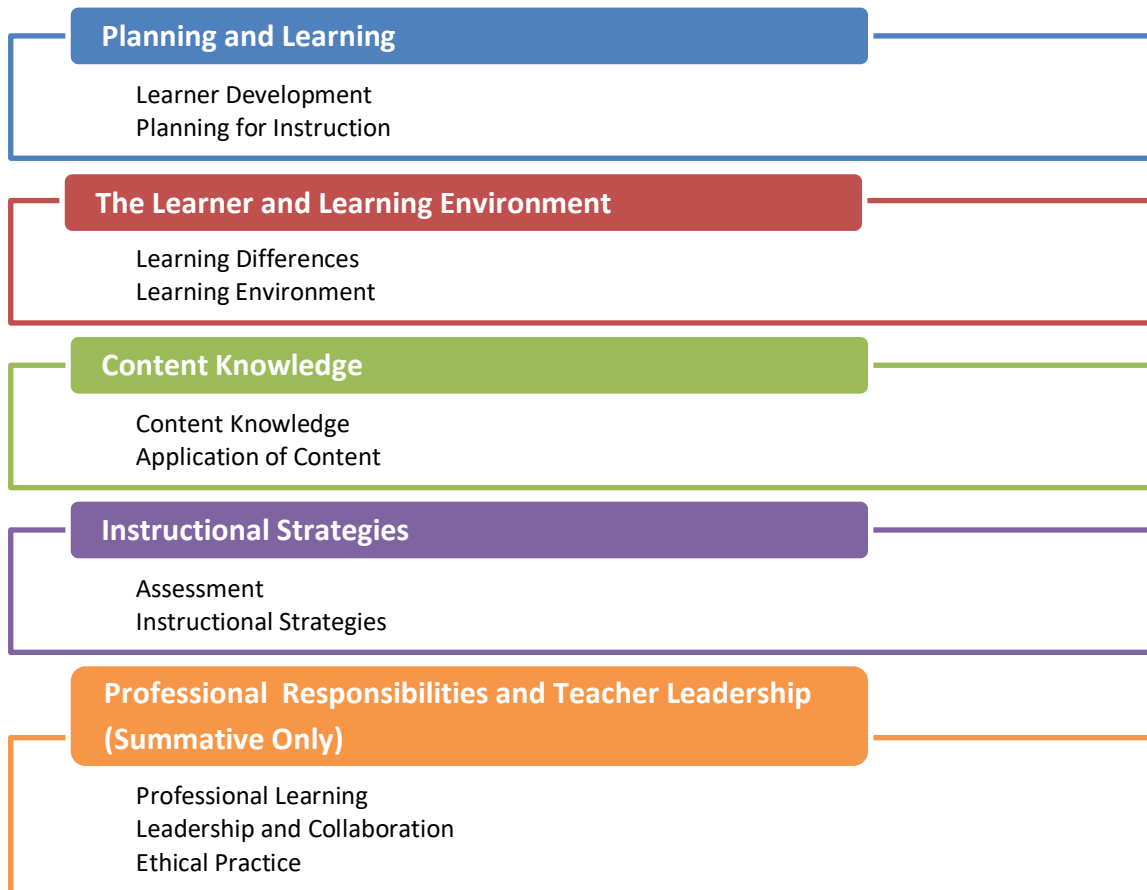 Planning and Learning
Learner Development
Planning for Instruction
The Learner and Learning Environment
Learning Differences
Learning Environment
Content Knowledge
Content Knowledge
Application of Content
Instructional Strategies
Assessment
Instructional Strategies
Professional  Responsibilities and Teacher Leadership
(Summative Only)
Professional Learning
Leadership and Collaboration
Ethical Practice